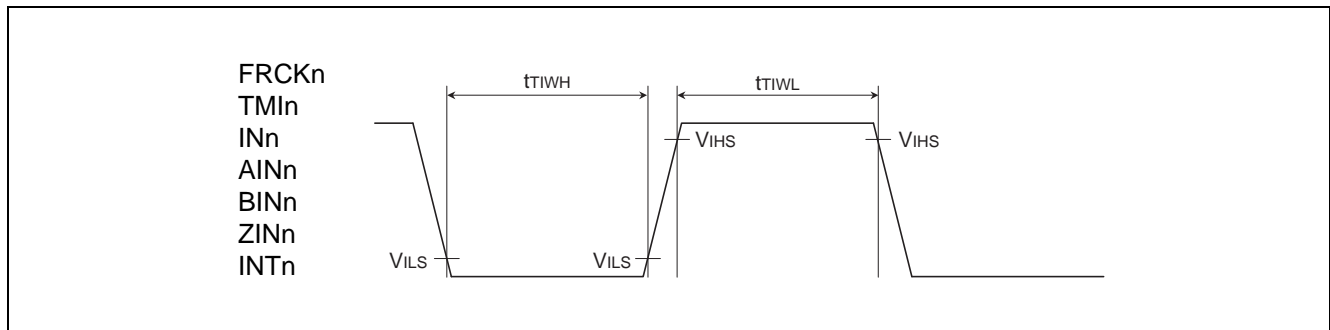 FRCKn
TMIn
INn
AINn
BINn
ZINn
INTn
tTIWH
tTIWL
VIHS
VIHS
VILS
VILS